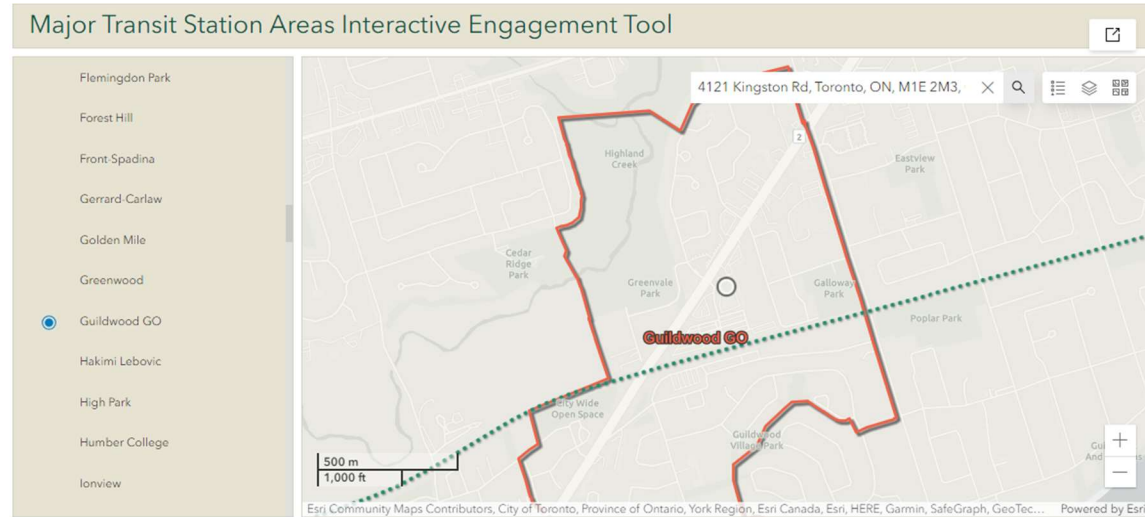 Major Transit Station Areas Interactive Engagement Tool
Flemingdon Park
Forest Hill
Front-Spadina
Gerrard-Carlaw
Golden Mile
Greenwood
Guildwood GO
Hakimi Lebovic
High Park
Humber College
Ionview
4121 Kingston Rd, Toronto, ON, M1E 2M3,
2
Highland
Creek
Eastview
Park
Cedar
Ridge
Park
Greenvale
Park
Galloway
Park
Guildwood GO
Poplar Park
City Wide
Open Space
Guildwood
Village Park
500 m
1,000 ft
Esri Community Maps Contributors, City of Toronto, Province of Ontario, York Region, Esri Canada, Esri, HERE, Garmin, SafeGraph, GeoTec...
Powered by Esri